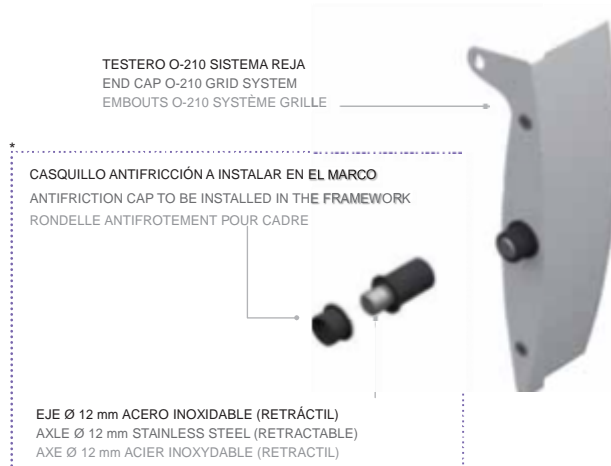 TESTERO O-210 SISTEMA REJA
END CAP O-210 GRID SYSTEM
EMBOUTS O-210 SYSTÈME GRILLE
*
CASQUILLO ANTIFRICCIÓN A INSTALAR EN EL MARCO
ANTIFRICTION CAP TO BE INSTALLED IN THE FRAMEWORK
RONDELLE ANTIFROTEMENT POUR CADRE
EJE Ø 12 mm ACERO INOXIDABLE (RETRÁCTIL)
AXLE Ø 12 mm STAINLESS STEEL (RETRACTABLE)
AXE Ø 12 mm ACIER INOXYDABLE (RETRACTIL)